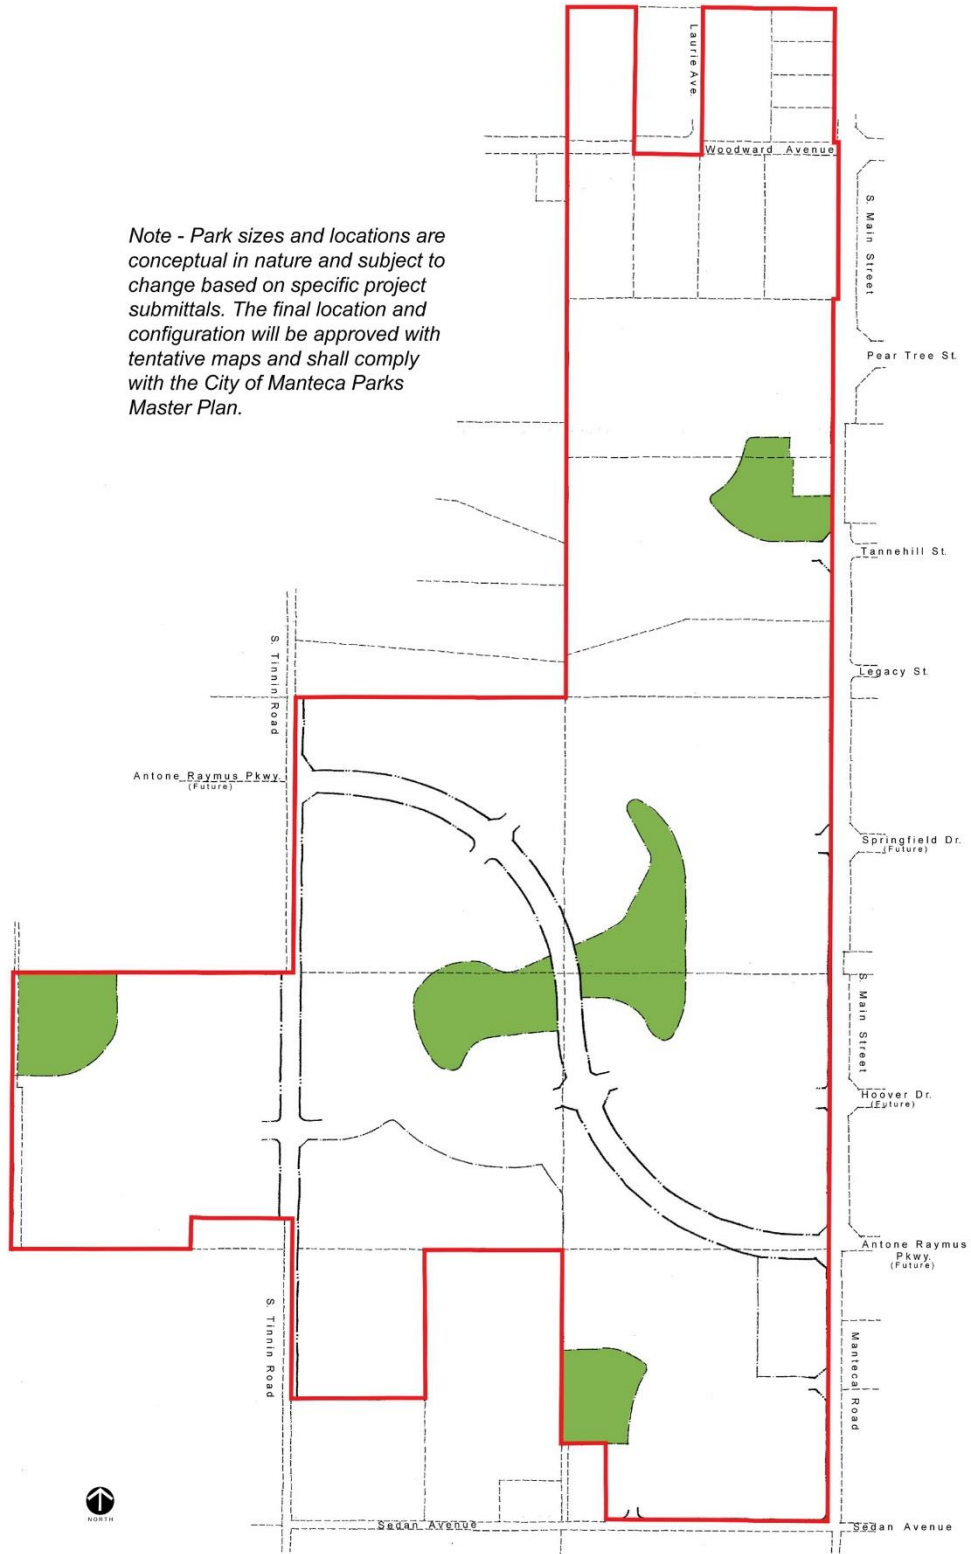 Laurie Ave.
Woodward Avenue
S. Main Street
Note - Park sizes and locations are
conceptual in nature and subject to
change based on specific project
submittals. The final location and
configuration will be approved with
tentative maps and shall comply
with the City of Manteca Parks
Master Plan.
Pear Tree St.
Tannehill St.
S. Tinnin Road
Legacy St.
Antone Raymus Pkwy.
(Future)
Springfield Dr.
(Future)
S. Main Street
Hoover Dr.
(Future)
Antone Raymus
Pkwy.
(Future)
S. Tinnin Road
Manteca Road
NORTH
Sedan Avenue
Sedan Avenue